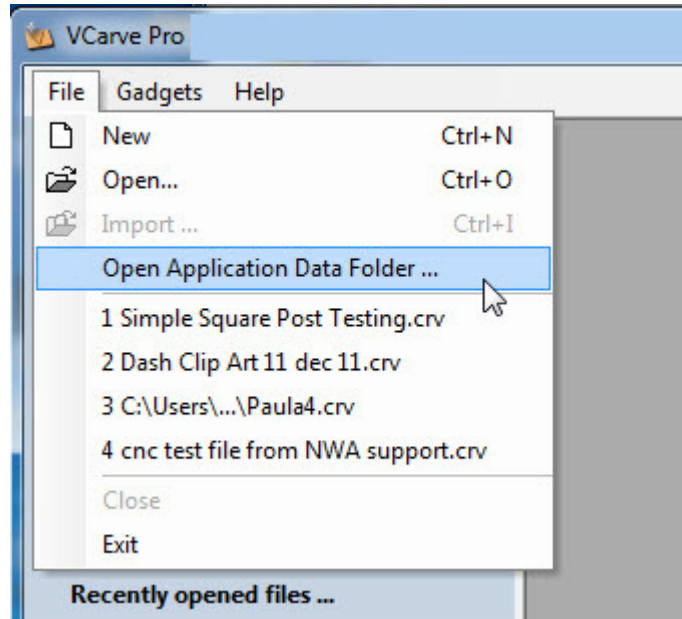 VCarve Pro
File Gadgets Help
New Ctrl+N
Open... Ctrl+O
Import ... Ctrl+I
Open Application Data Folder ...
1 Simple Square Post Testing.crv
2 Dash Clip Art 11 dec 11.crv
3 C:\Users\...\Paula4.crv
4 cnc test file from NWA support.crv
Close
Exit
Recently opened files ...